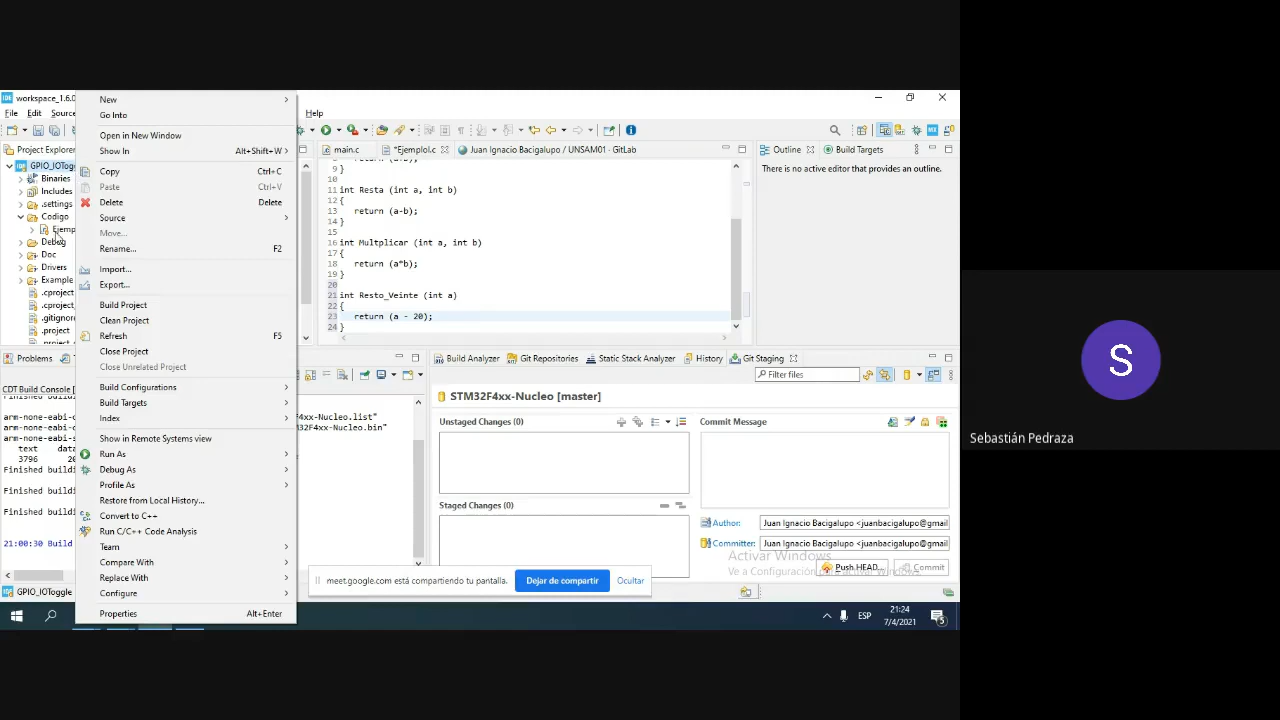 workspace_1.6.0
File Edit Source
Help
Project Explorer
GPIO_IOTogg
Binaries
Includes
.settings
Codigo
Ejemp
Debug
Doc
Drivers
Example
.cproject
.cproject_
.gitignore
.project
New
Go Into
Open in New Window
Show In Alt+Shift+W >
Copy Ctrl+C
Paste Ctrl+V
Delete Delete
Source
Move...
Rename... F2
Import...
Export...
Build Project
Clean Project
Refresh F5
Close Project
Close Unrelated Project
Build Configurations
Build Targets
Index
Show in Remote Systems view
Run As
Debug As
Profile As
Restore from Local History...
Convert to C++
Run C/C++ Code Analysis
Team
Compare With
Replace With
Configure
Properties Alt+Enter
main.c *Ejemplol.c Juan Ignacio Bacigalupo / UNSAM01 · GitLab
9 }
10
11 int Resta (int a, int b)
12 {
13 return (a-b);
14 }
15
16 int Multplicar (int a, int b)
17 {
18 return (a*b);
19 }
20
21 int Resto_Veinte (int a)
22 {
23 return (a - 20);
24 }
Outline Build Targets
There is no active editor that provides an outline.
Problems
CDT Build Console [
Finished buildi
arm-none-eabi-
arm-none-eabi-c
arm-none-eabi-s
text data
3796 20
Finished buildi
Finished buildi
21:00:30 Build
F4xx-Nucleo.list"
32F4xx-Nucleo.bin"
Build Analyzer Git Repositories Static Stack Analyzer History Git Staging
Filter files
STM32F4xx-Nucleo [master]
Unstaged Changes (0)
Staged Changes (0)
Commit Message
Author: Juan Ignacio Bacigalupo <juanbacigalupo@gmail
Committer: Juan Ignacio Bacigalupo <juanbacigalupo@gmail
Activar Windows
Ve a Configuración para activar Windows.
Push HEAD... Commit
meet.google.com está compartiendo tu pantalla. Dejar de compartir Ocultar
GPIO_IOToggle
ESP
21:24
7/4/2021
5
S
Sebastián Pedraza